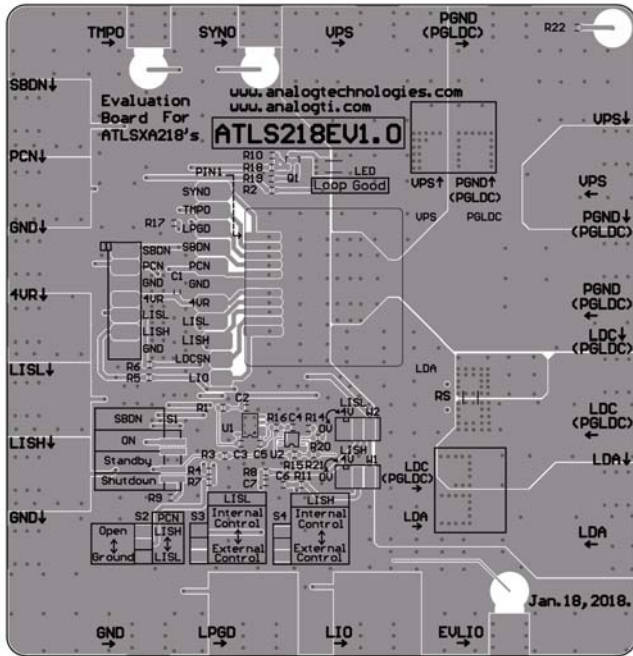 TMPO
SYNO
VPS
PGND
(PGLDC)
R22
SBDN
Evaluation
Board For
ATLSXA218's
www.analogtechnologies.com
www.analogti.com
ATLS218EV1.0
VPS
PCN
R10
R18
R19
R2
Q1
LED
Loop Good
PIN1
VPS
PGND
(PGLDC)
VPS
SYNO
TMPO
R17
LPGD
SBDN
PCN
GND
4VR
LISL
LISH
LDCSN
LIO
VPS
PGLDC
PGND
(PGLDC)
GND
SBDN
PCN
C1
GND
4VR
LISL
LISH
GND
PGND
(PGLDC)
4VR
LDC
(PGLDC)
R6
R5
LDA
RS
LISL
R1
C2
U1
R16
C4
R14
LISL
4V
W2
0V
LDC
(PGLDC)
SBDN
S1
ON
Standby
Shutdown
R3
C3
C5
U2
R20
LISH
4V
W1
0V
LISH
R4
R7
R8
C7
R15
R21
C6
R11
LDC
(PGLDC)
LDA
R9
LISL
LISH
LDA
GND
S2
PCN
S3
Internal
Control
S4
Internal
Control
Open
Ground
LISH
LISL
External
Control
External
Control
LDA
Jan.18,2018.
GND
LPGD
LIO
EVLIO